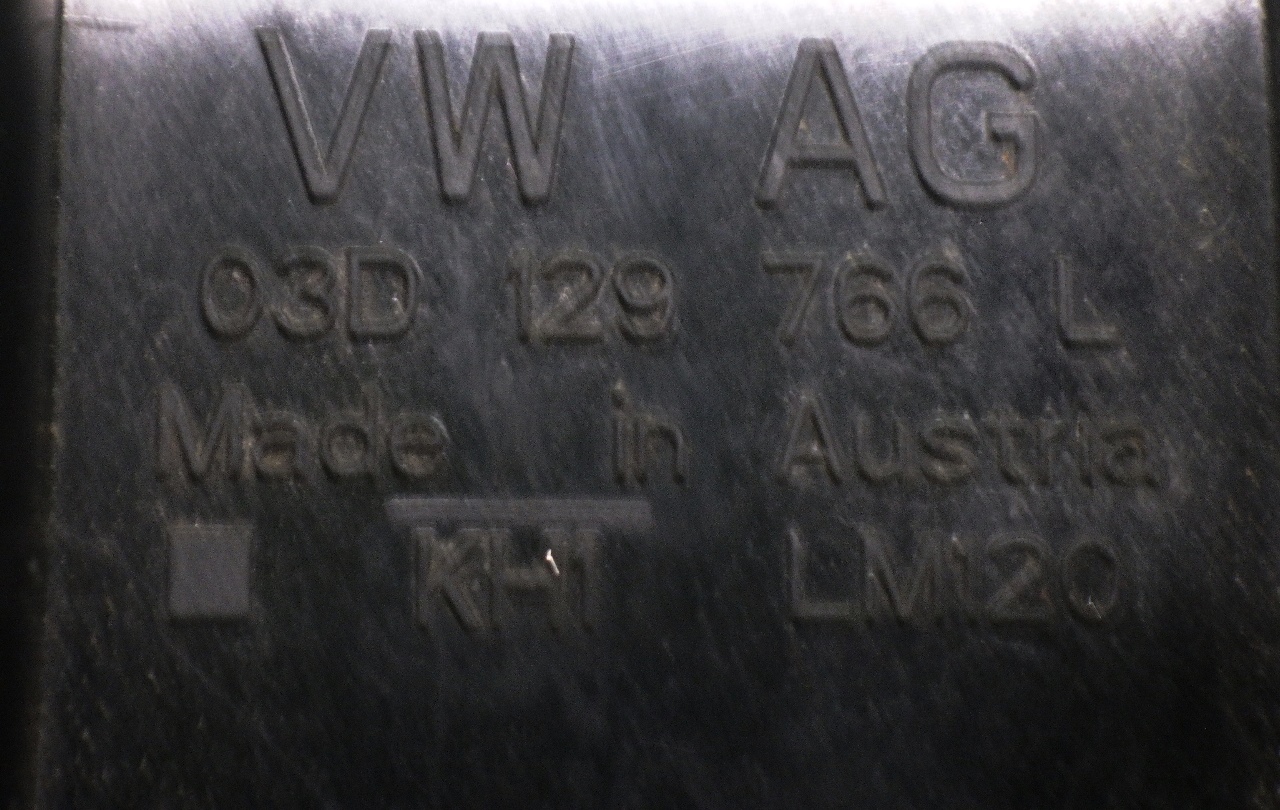 VW AG
03D 129 766 L
Made in Austria
KH1 LM120